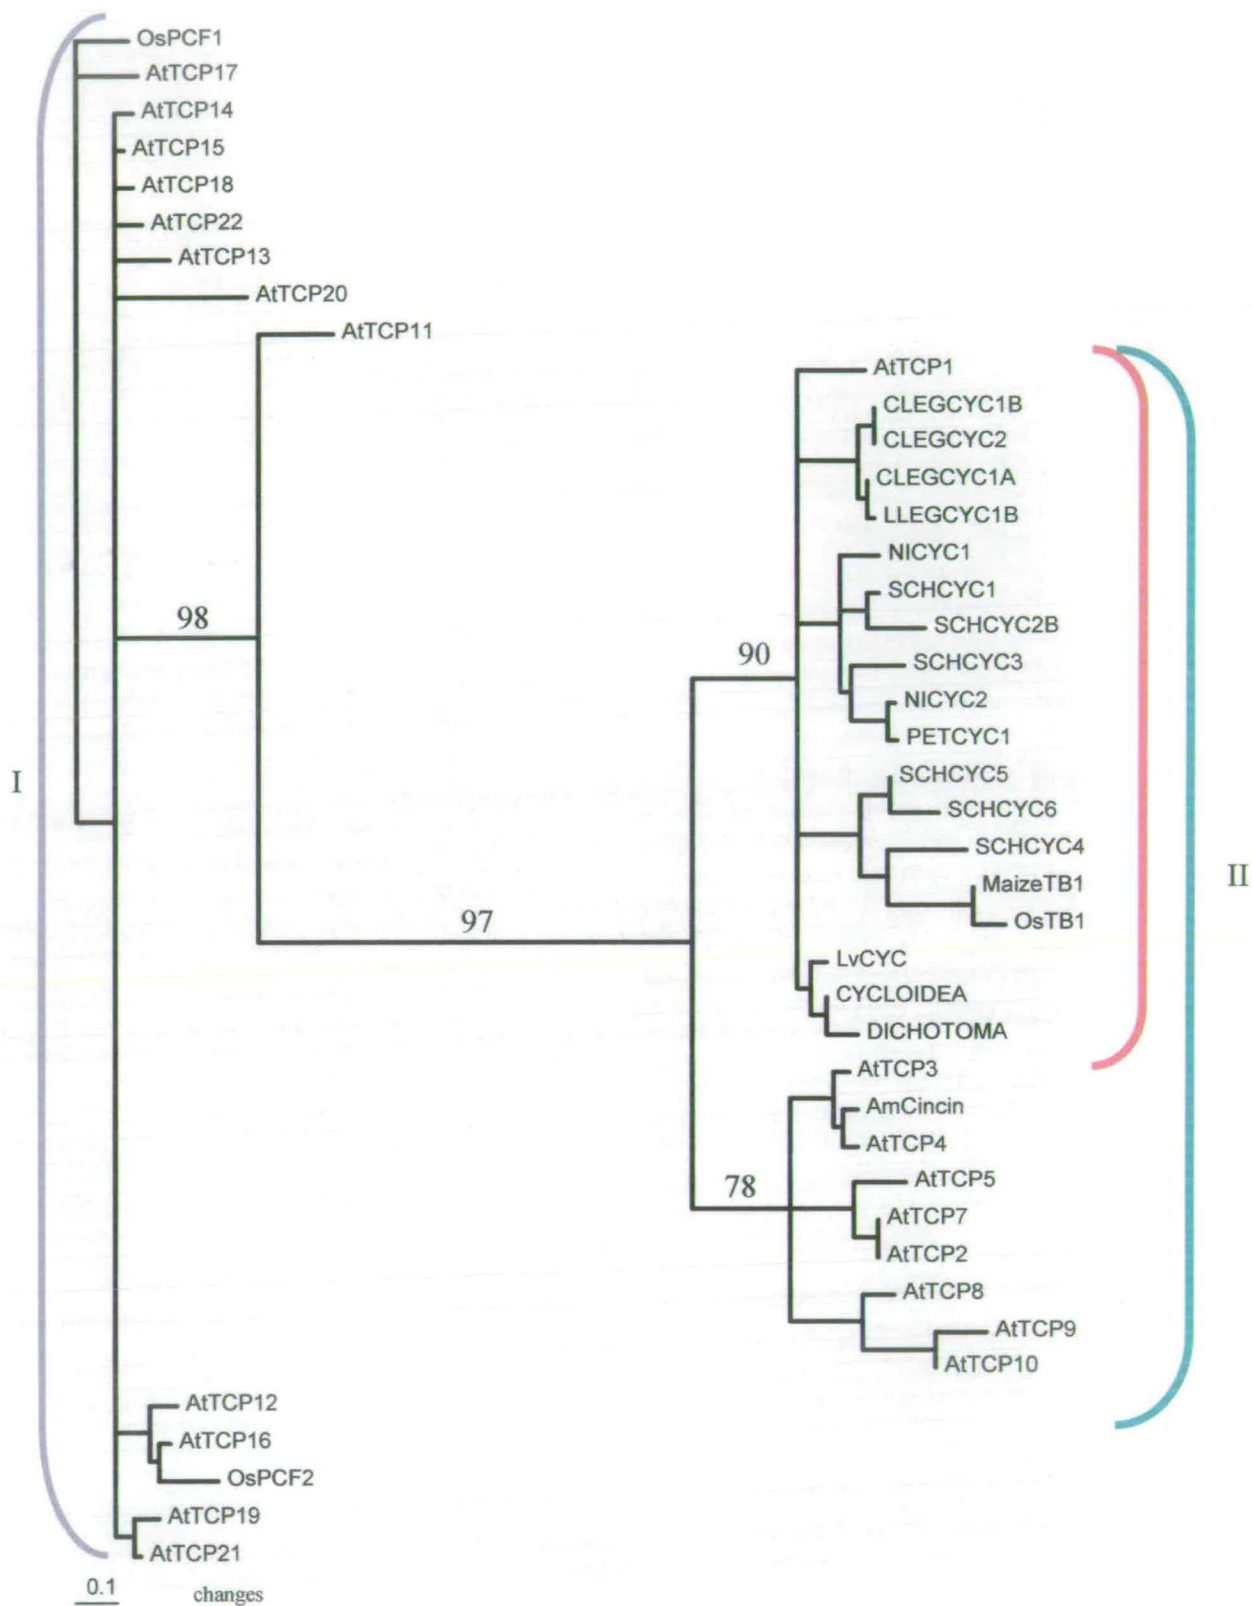 OsPCF1
AtTCP17
AtTCP14
AtTCP15
AtTCP18
AtTCP22
AtTCP13
AtTCP20
AtTCP11
AtTCP1
CLEGCYC1B
CLEGCYC2
CLEGCYC1A
LLEGCYC1B
NICYC1
SCHCYC1
98
SCHCYC2B
90
SCHCYC3
NICYC2
PETCYC1
SCHCYC5
I
SCHCYC6
SCHCYC4
II
MaizeTB1
97
OsTB1
LvCYC
CYCLOIDEA
DICHOTOMA
AtTCP3
AmCincin
AtTCP4
AtTCP5
78
AtTCP7
AtTCP2
AtTCP8
AtTCP9
AtTCP10
AtTCP12
AtTCP16
OsPCF2
AtTCP19
AtTCP21
0.1 changes